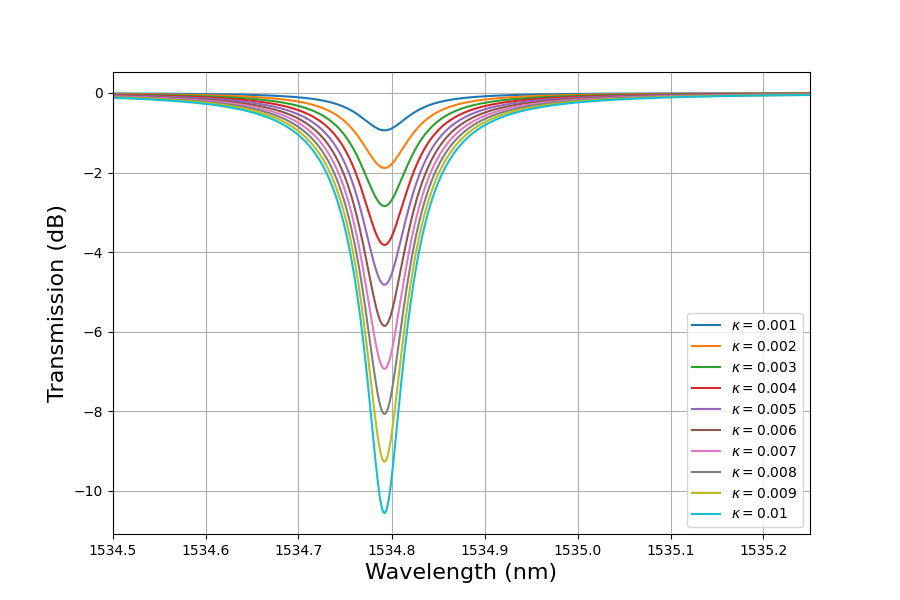 0
−2
−4
−6
−8
−10
Transmission (dB)
κ = 0.001
κ = 0.002
κ = 0.003
κ = 0.004
κ = 0.005
κ = 0.006
κ = 0.007
κ = 0.008
κ = 0.009
κ = 0.01
1534.5 1534.6 1534.7 1534.8 1534.9 1535.0 1535.1 1535.2
Wavelength (nm)